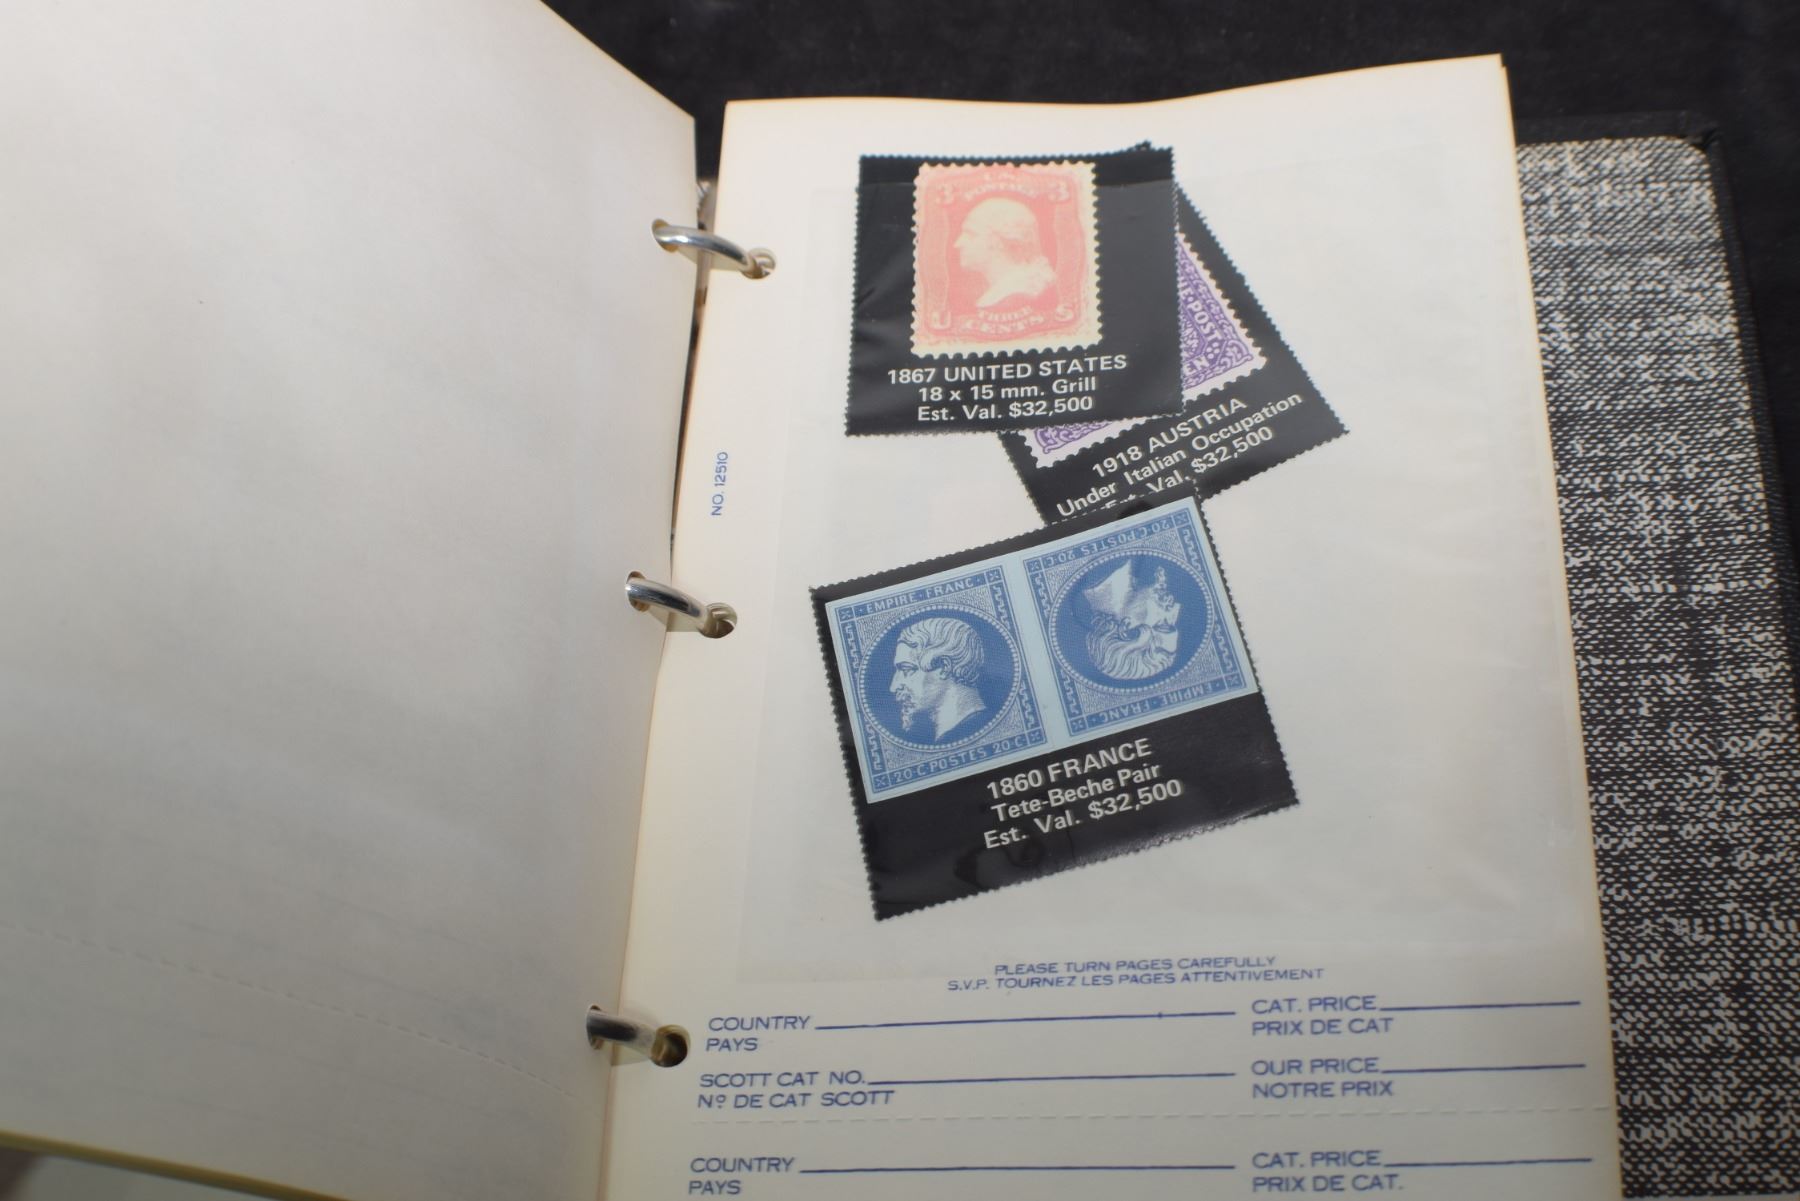 3 U.S. 3
POSTAGE
U THREE S
CENTS
1867 UNITED STATES
18 x 15 mm. Grill
Est. Val. $32,500
POST
1918 AUSTRIA
Under Italian Occupation
Est. Val. $32,500
NO. 12510
EMPIRE · FRANC ·
20 · C POSTES 20 · C
20 · C POSTES 20 · C
EMPIRE · FRANC ·
1860 FRANCE
Tete-Beche Pair
Est. Val. $32,500
PLEASE TURN PAGES CAREFULLY
S.V.P. TOURNEZ LES PAGES ATTENTIVEMENT
COUNTRY CAT. PRICE
PAYS PRIX DE CAT
SCOTT CAT NO. OUR PRICE
Nº DE CAT SCOTT NOTRE PRIX
COUNTRY CAT. PRICE
PAYS PRIX DE CAT.